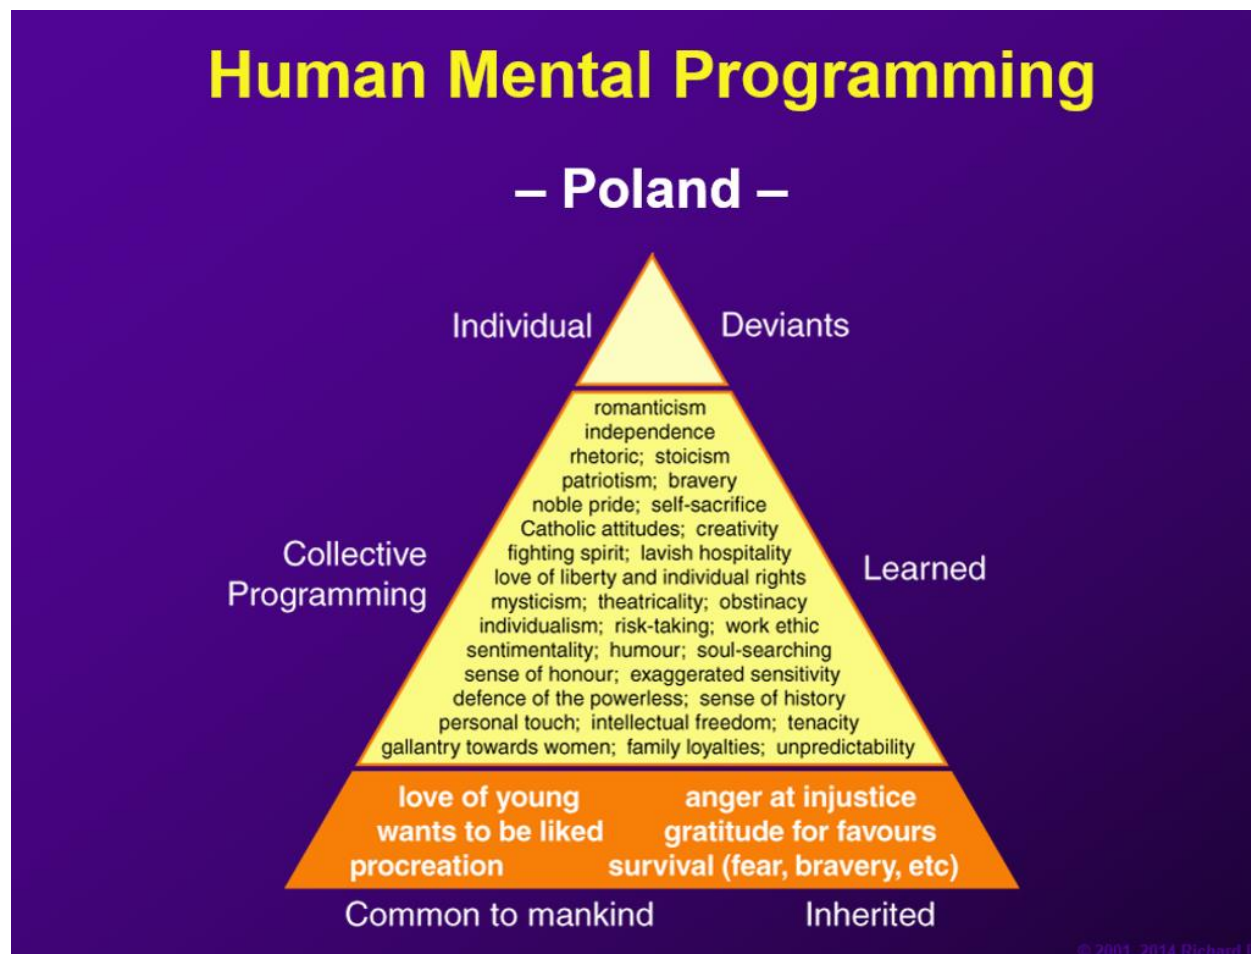 Human Mental Programming
– Poland –
Individual
Deviants
romanticism
independence
rhetoric; stoicism
patriotism; bravery
noble pride; self-sacrifice
Catholic attitudes; creativity
fighting spirit; lavish hospitality
love of liberty and individual rights
mysticism; theatricality; obstinacy
individualism; risk-taking; work ethic
sentimentality; humour; soul-searching
sense of honour; exaggerated sensitivity
defence of the powerless; sense of history
personal touch; intellectual freedom; tenacity
gallantry towards women; family loyalties; unpredictability
Collective
Programming
Learned
love of young
wants to be liked
procreation
anger at injustice
gratitude for favours
survival (fear, bravery, etc)
Common to mankind
Inherited
© 2001, 2014 Richard